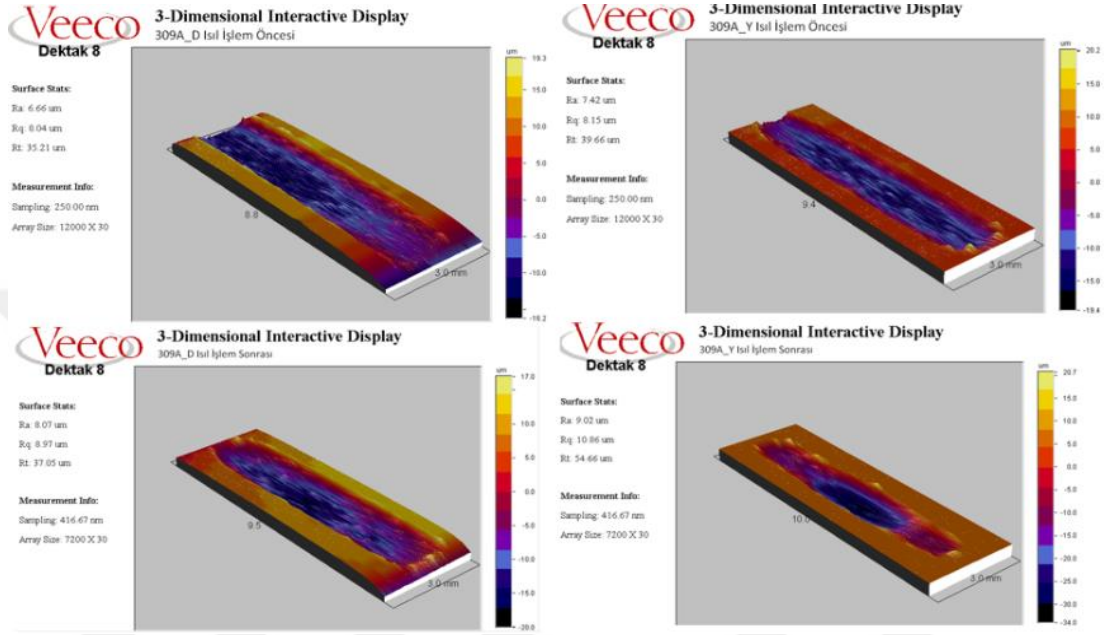 Veeco
Dektak 8
3-Dimensional Interactive Display
309A_D Isıl İşlem Öncesi
Surface Stats:
Ra: 6.66 um
Rq: 8.04 um
Rt: 35.21 um
Measurement Info:
Sampling: 250.00 nm
Array Size: 12000 X 30
8.8
3.0 mm
um
19.3
15.0
10.0
5.0
0.0
-5.0
-10.0
-16.2
Veeco
Dektak 8
3-Dimensional Interactive Display
309A_Y Isıl İşlem Öncesi
Surface Stats:
Ra: 7.42 um
Rq: 8.15 um
Rt: 39.66 um
Measurement Info:
Sampling: 250.00 nm
Array Size: 12000 X 30
9.4
3.0 mm
um
20.2
15.0
10.0
5.0
0.0
-5.0
-10.0
-15.0
-19.4
Veeco
Dektak 8
3-Dimensional Interactive Display
309A_D Isıl İşlem Sonrası
Surface Stats:
Ra: 8.07 um
Rq: 8.97 um
Rt: 37.05 um
Measurement Info:
Sampling: 416.67 nm
Array Size: 7200 X 30
9.5
3.0 mm
um
17.0
10.0
5.0
0.0
-5.0
-10.0
-15.0
-20.0
Veeco
Dektak 8
3-Dimensional Interactive Display
309A_Y Isıl İşlem Sonrası
Surface Stats:
Ra: 9.02 um
Rq: 10.86 um
Rt: 54.66 um
Measurement Info:
Sampling: 416.67 nm
Array Size: 7200 X 30
3.0 mm
um
20.7
15.0
10.0
5.0
0.0
-5.0
-10.0
-15.0
-20.0
-25.0
-30.0
-34.0